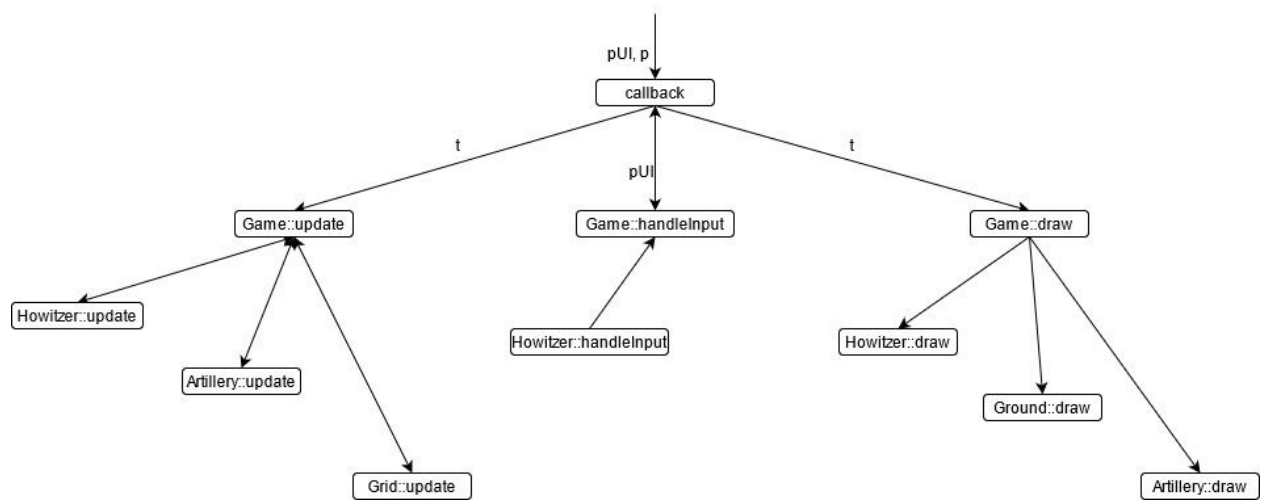 pUI, p
callback
t
t
pUI
Game::update
Game::handleInput
Game::draw
Howitzer::update
Howitzer::handleInput
Howitzer::draw
Artillery::update
Ground::draw
Grid::update
Artillery::draw